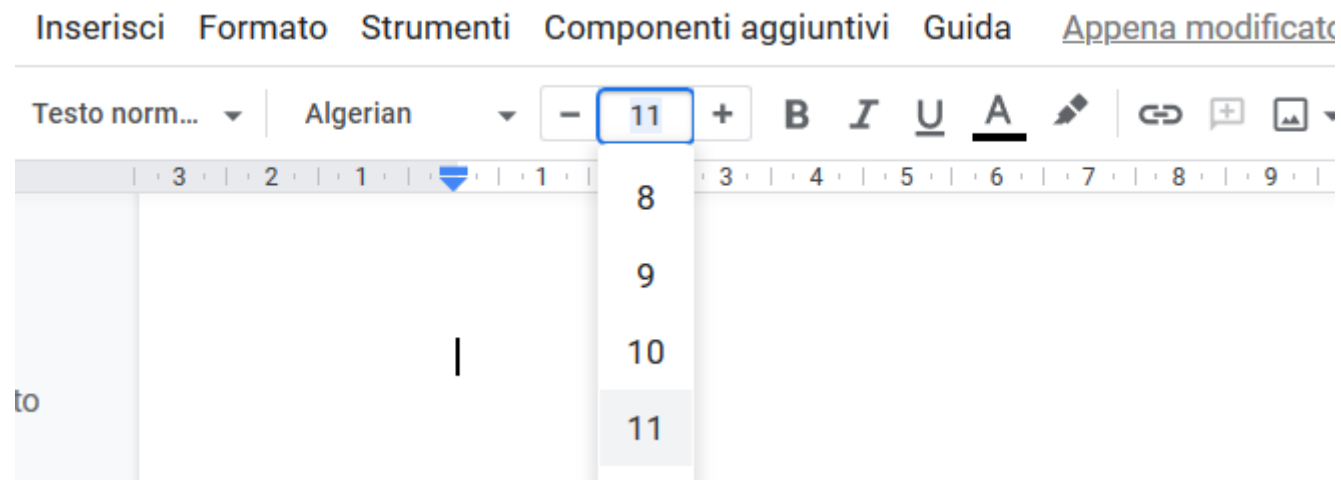 Inserisci Formato Strumenti Componenti aggiuntivi Guida Appena modificato
Testo norm... Algerian − 11 + B I U A
3 2 1 1 3 4 5 6 7 8 9
8
9
10
to
11